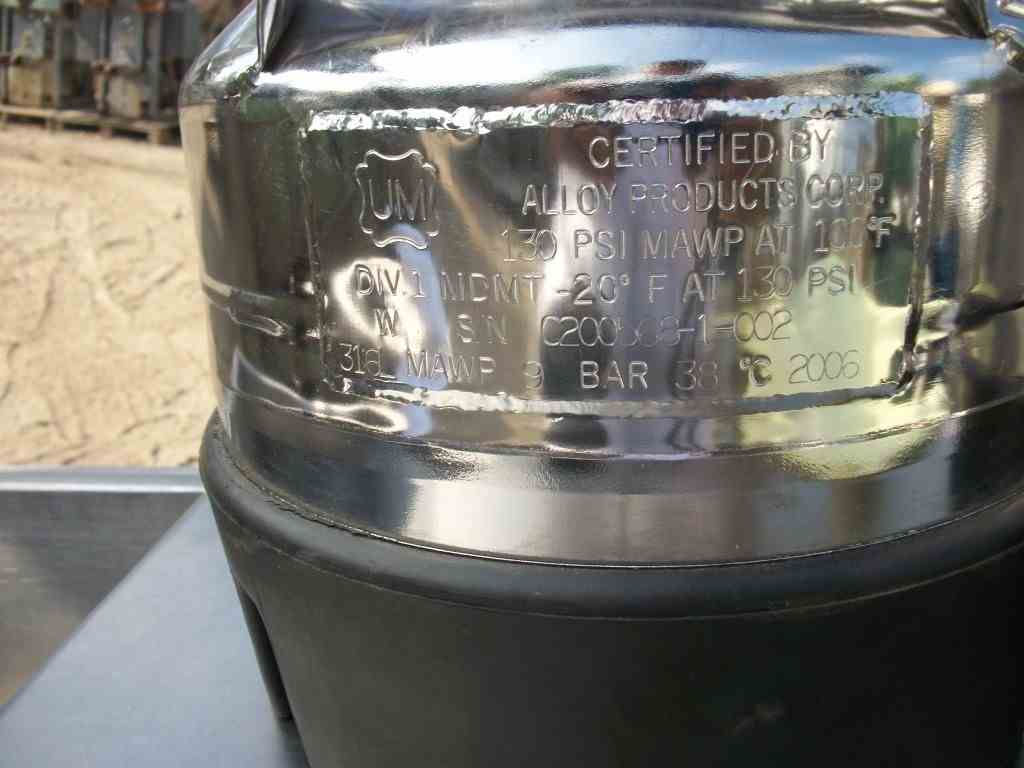 UM
CERTIFIED BY
ALLOY PRODUCTS CORP.
130 PSI MAWP AT 100°F
DIV.1 MDMT -20° F AT 130 PSI
W S/N
MAWP 9 BAR 38 °C 2006